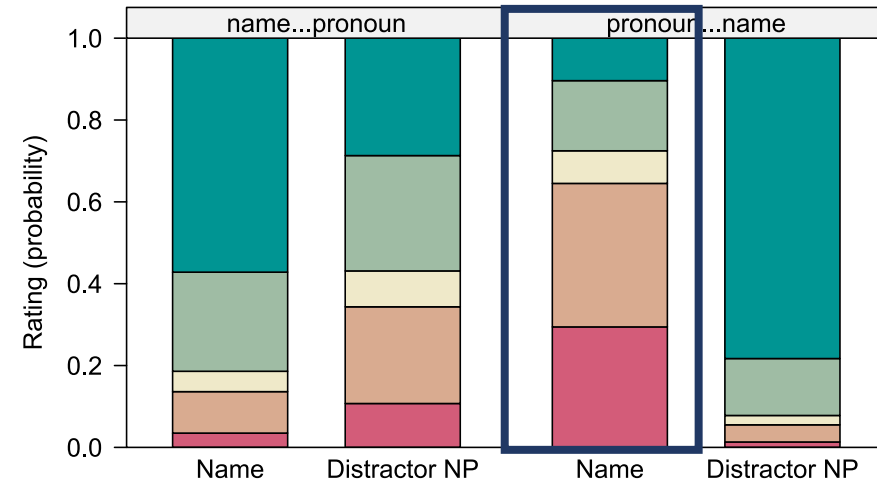 name...pronoun pronoun...name
1.0
0.8
0.6
0.4
0.2
0.0
Rating (probability)
Name Distractor NP Name Distractor NP